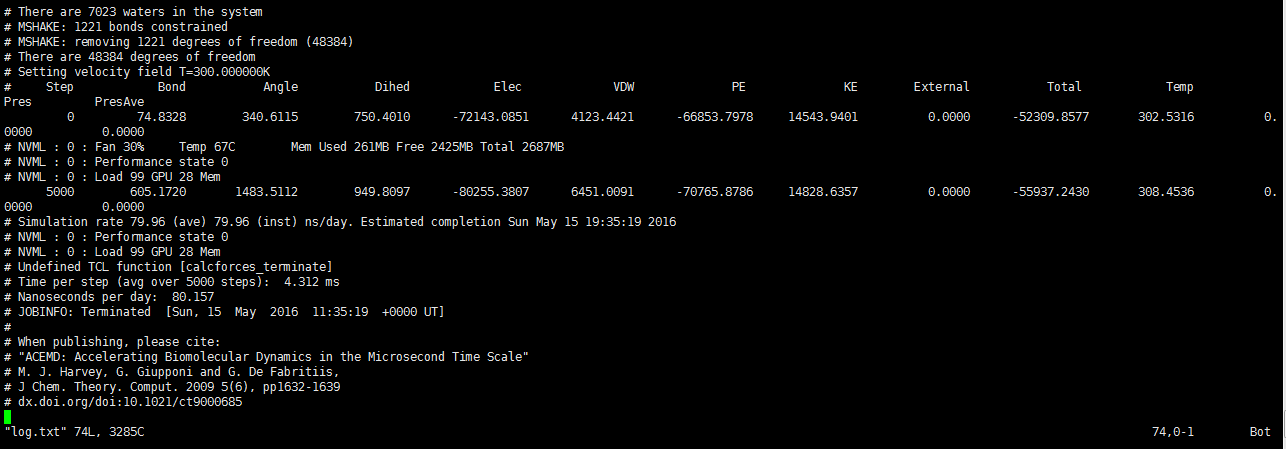 # There are 7023 waters in the system
# MSHAKE: 1221 bonds constrained
# MSHAKE: removing 1221 degrees of freedom (48384)
# There are 48384 degrees of freedom
# Setting velocity field T=300.000000K
#     Step            Bond           Angle           Dihed            Elec             VDW              PE              KE        External           Total            Temp
Pres         PresAve
         0         74.8328        340.6115        750.4010     -72143.0851       4123.4421     -66853.7978      14543.9401          0.0000     -52309.8577        302.5316          0.
0000          0.0000
# NVML : 0 : Fan 30%     Temp 67C        Mem Used 261MB Free 2425MB Total 2687MB
# NVML : 0 : Performance state 0
# NVML : 0 : Load 99 GPU 28 Mem
      5000        605.1720       1483.5112        949.8097     -80255.3807       6451.0091     -70765.8786      14828.6357          0.0000     -55937.2430        308.4536          0.
0000          0.0000
# Simulation rate 79.96 (ave) 79.96 (inst) ns/day. Estimated completion Sun May 15 19:35:19 2016
# NVML : 0 : Performance state 0
# NVML : 0 : Load 99 GPU 28 Mem
# Undefined TCL function [calcforces_terminate]
# Time per step (avg over 5000 steps):  4.312 ms
# Nanoseconds per day:  80.157
# JOBINFO: Terminated  [Sun, 15  May  2016  11:35:19  +0000 UT]
#
# When publishing, please cite:
# "ACEMD: Accelerating Biomolecular Dynamics in the Microsecond Time Scale"
# M. J. Harvey, G. Giupponi and G. De Fabritiis,
# J Chem. Theory. Comput. 2009 5(6), pp1632-1639
# dx.doi.org/doi:10.1021/ct9000685
"log.txt" 74L, 3285C                    74,0-1        Bot